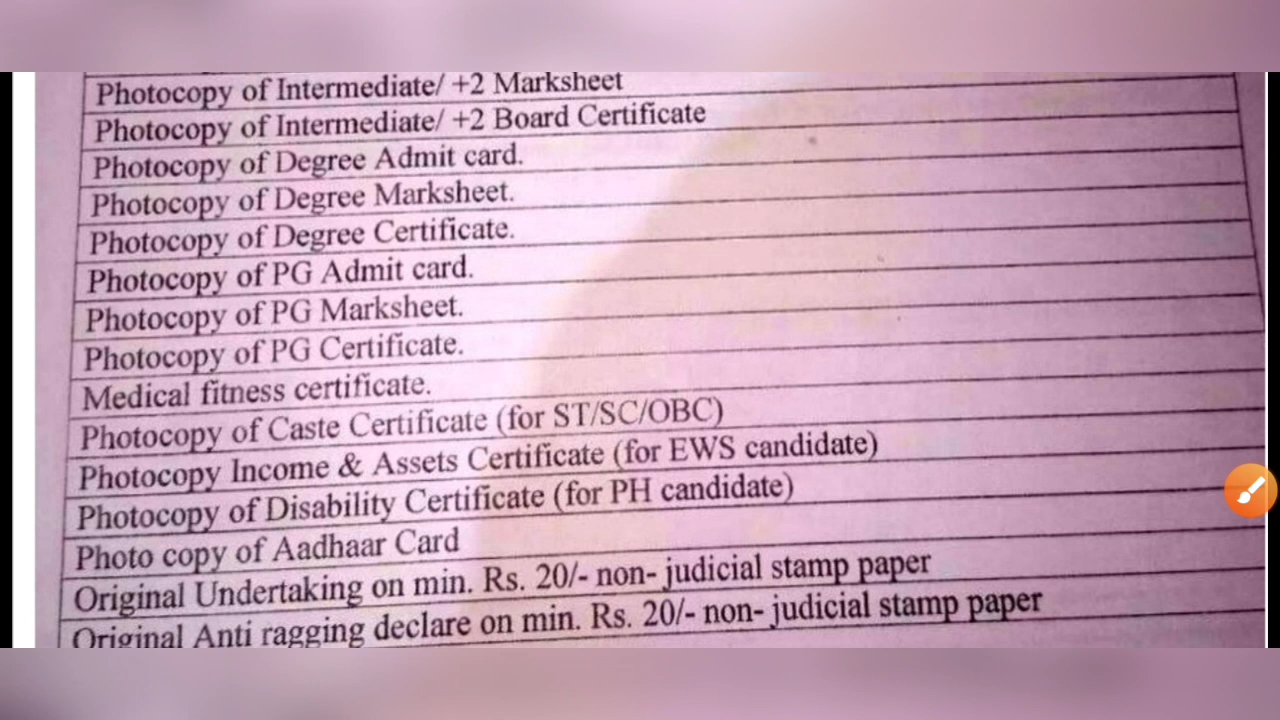 Photocopy of Intermediate/ +2 Marksheet
Photocopy of Intermediate/ +2 Board Certificate
Photocopy of Degree Admit card.
Photocopy of Degree Marksheet.
Photocopy of Degree Certificate.
Photocopy of PG Admit card.
Photocopy of PG Marksheet.
Photocopy of PG Certificate.
Medical fitness certificate.
Photocopy of Caste Certificate (for ST/SC/OBC)
Photocopy Income & Assets Certificate (for EWS candidate)
Photocopy of Disability Certificate (for PH candidate)
Photo copy of Aadhaar Card
Original Undertaking on min. Rs. 20/- non- judicial stamp paper
Original Anti ragging declare on min. Rs. 20/- non- judicial stamp paper